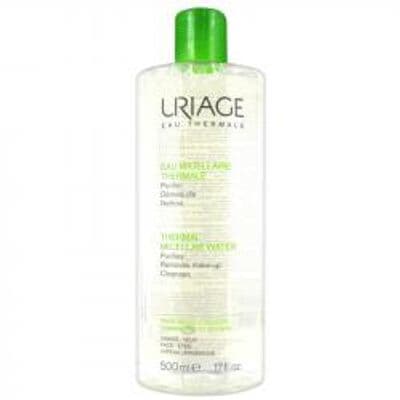 URIAGE
EAU THERMALE
EAU MICELLAIRE
THERMALE
Purifie
Démaquille
Nettoie
THERMAL
MICELLAR WATER
Purifies
Removes make-up
Cleanses
VISAGE - YEUX
FACE - EYES
500 ml e 17 fl.oz